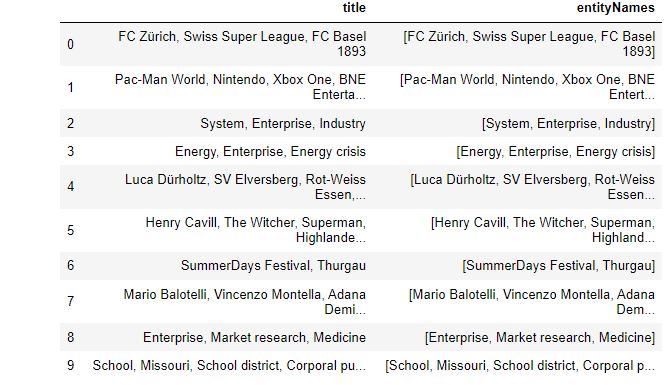 title entityNames
0 FC Zürich, Swiss Super League, FC Basel 1893 [FC Zürich, Swiss Super League, FC Basel 1893]
1 Pac-Man World, Nintendo, Xbox One, BNE Enterta... [Pac-Man World, Nintendo, Xbox One, BNE Entert...
2 System, Enterprise, Industry [System, Enterprise, Industry]
3 Energy, Enterprise, Energy crisis [Energy, Enterprise, Energy crisis]
4 Luca Dürholtz, SV Elversberg, Rot-Weiss Essen,... [Luca Dürholtz, SV Elversberg, Rot-Weiss Essen...
5 Henry Cavill, The Witcher, Superman, Highlande... [Henry Cavill, The Witcher, Superman, Highland...
6 SummerDays Festival, Thurgau [SummerDays Festival, Thurgau]
7 Mario Balotelli, Vincenzo Montella, Adana Demi... [Mario Balotelli, Vincenzo Montella, Adana Dem...
8 Enterprise, Market research, Medicine [Enterprise, Market research, Medicine]
9 School, Missouri, School district, Corporal pu... [School, Missouri, School district, Corporal p...